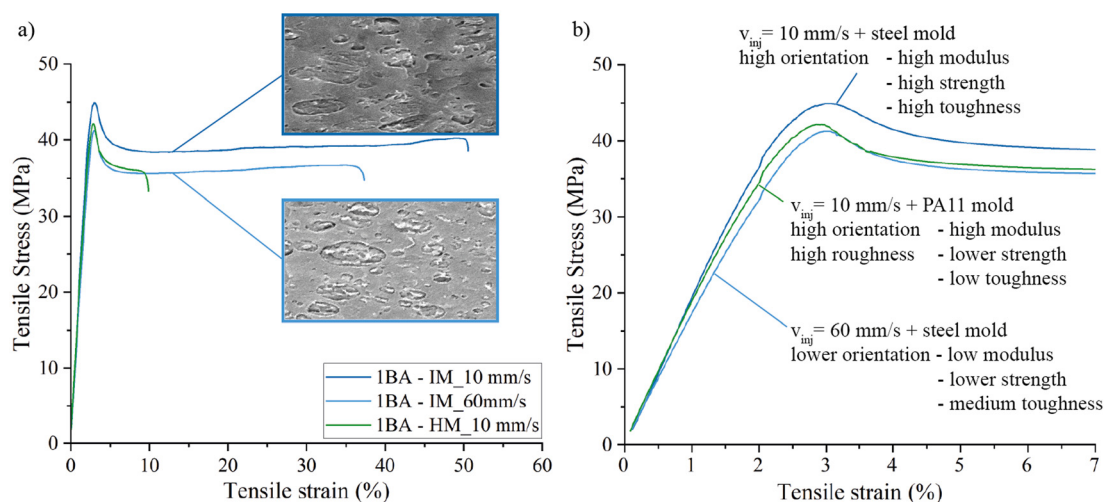 a)
50
40
30
20
10
0
0
10
20
30
40
50
60
Tensile Stress (MPa)
Tensile strain (%)
1BA - IM_10 mm/s
1BA - IM_60mm/s
1BA - HM_10 mm/s
b)
50
40
30
20
10
0
0
1
2
3
4
5
6
7
Tensile Stress (MPa)
Tensile strain (%)
vinj= 10 mm/s + steel mold
high orientation - high modulus
- high strength
- high toughness
vinj= 10 mm/s + PA11 mold
high orientation - high modulus
high roughness - lower strength
- low toughness
vinj= 60 mm/s + steel mold
lower orientation - low modulus
- lower strength
- medium toughness